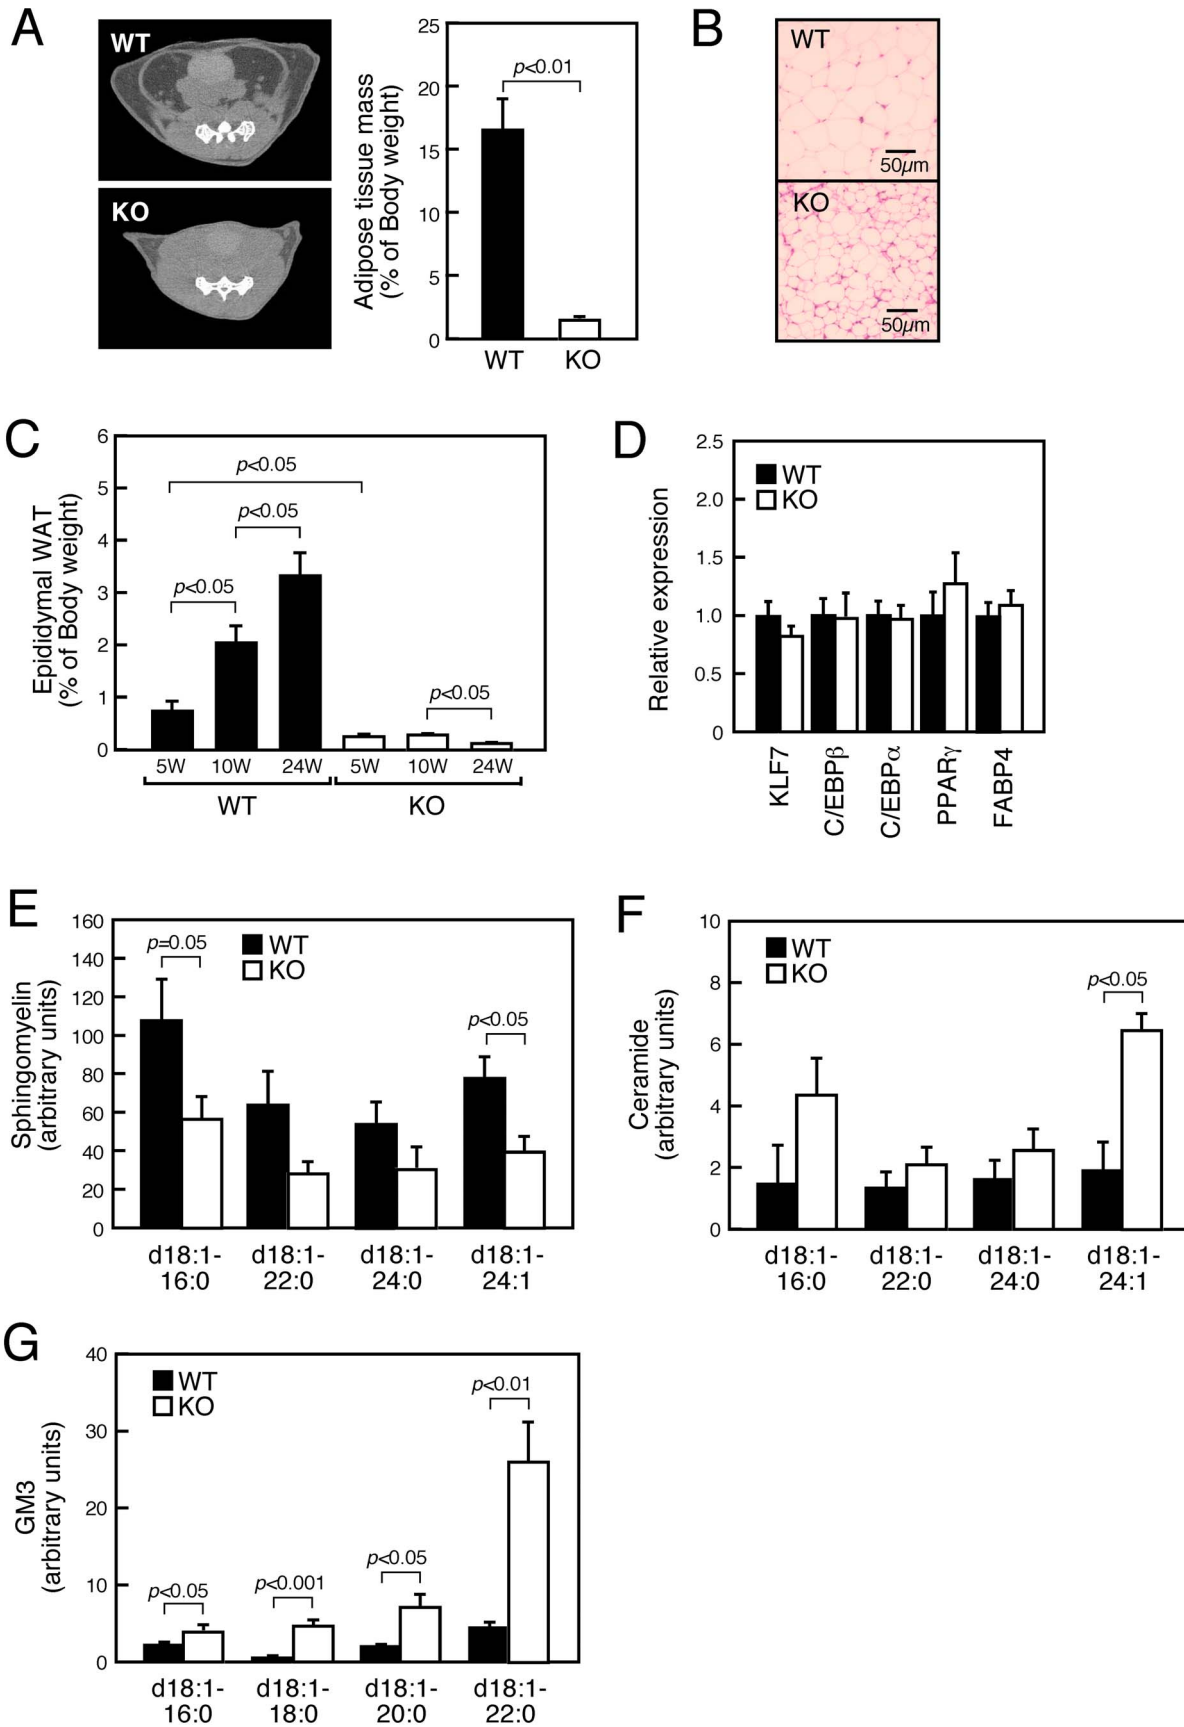 A
WT
KO
Adipose tissue mass
(% of Body weight)
25
20
15
10
5
0
p<0.01
WT
KO
B
WT
50μm
KO
50μm
C
Epididymal WAT
(% of Body weight)
6
5
4
3
2
1
0
p<0.05
p<0.05
p<0.05
p<0.05
5W
10W
24W
5W
10W
24W
WT
KO
D
Relative expression
2.5
2.0
1.5
1.0
0.5
0
WT
KO
KLF7
C/EBPβ
C/EBPα
PPARγ
FABP4
E
Sphingomyelin
(arbitrary units)
160
140
120
100
80
60
40
20
0
p=0.05
WT
KO
p<0.05
d18:1-
16:0
d18:1-
22:0
d18:1-
24:0
d18:1-
24:1
F
Ceramide
(arbitrary units)
10
8
6
4
2
0
WT
KO
p<0.05
d18:1-
16:0
d18:1-
22:0
d18:1-
24:0
d18:1-
24:1
G
GM3
(arbitrary units)
40
30
20
10
0
WT
KO
p<0.05
p<0.001
p<0.05
p<0.01
d18:1-
16:0
d18:1-
18:0
d18:1-
20:0
d18:1-
22:0